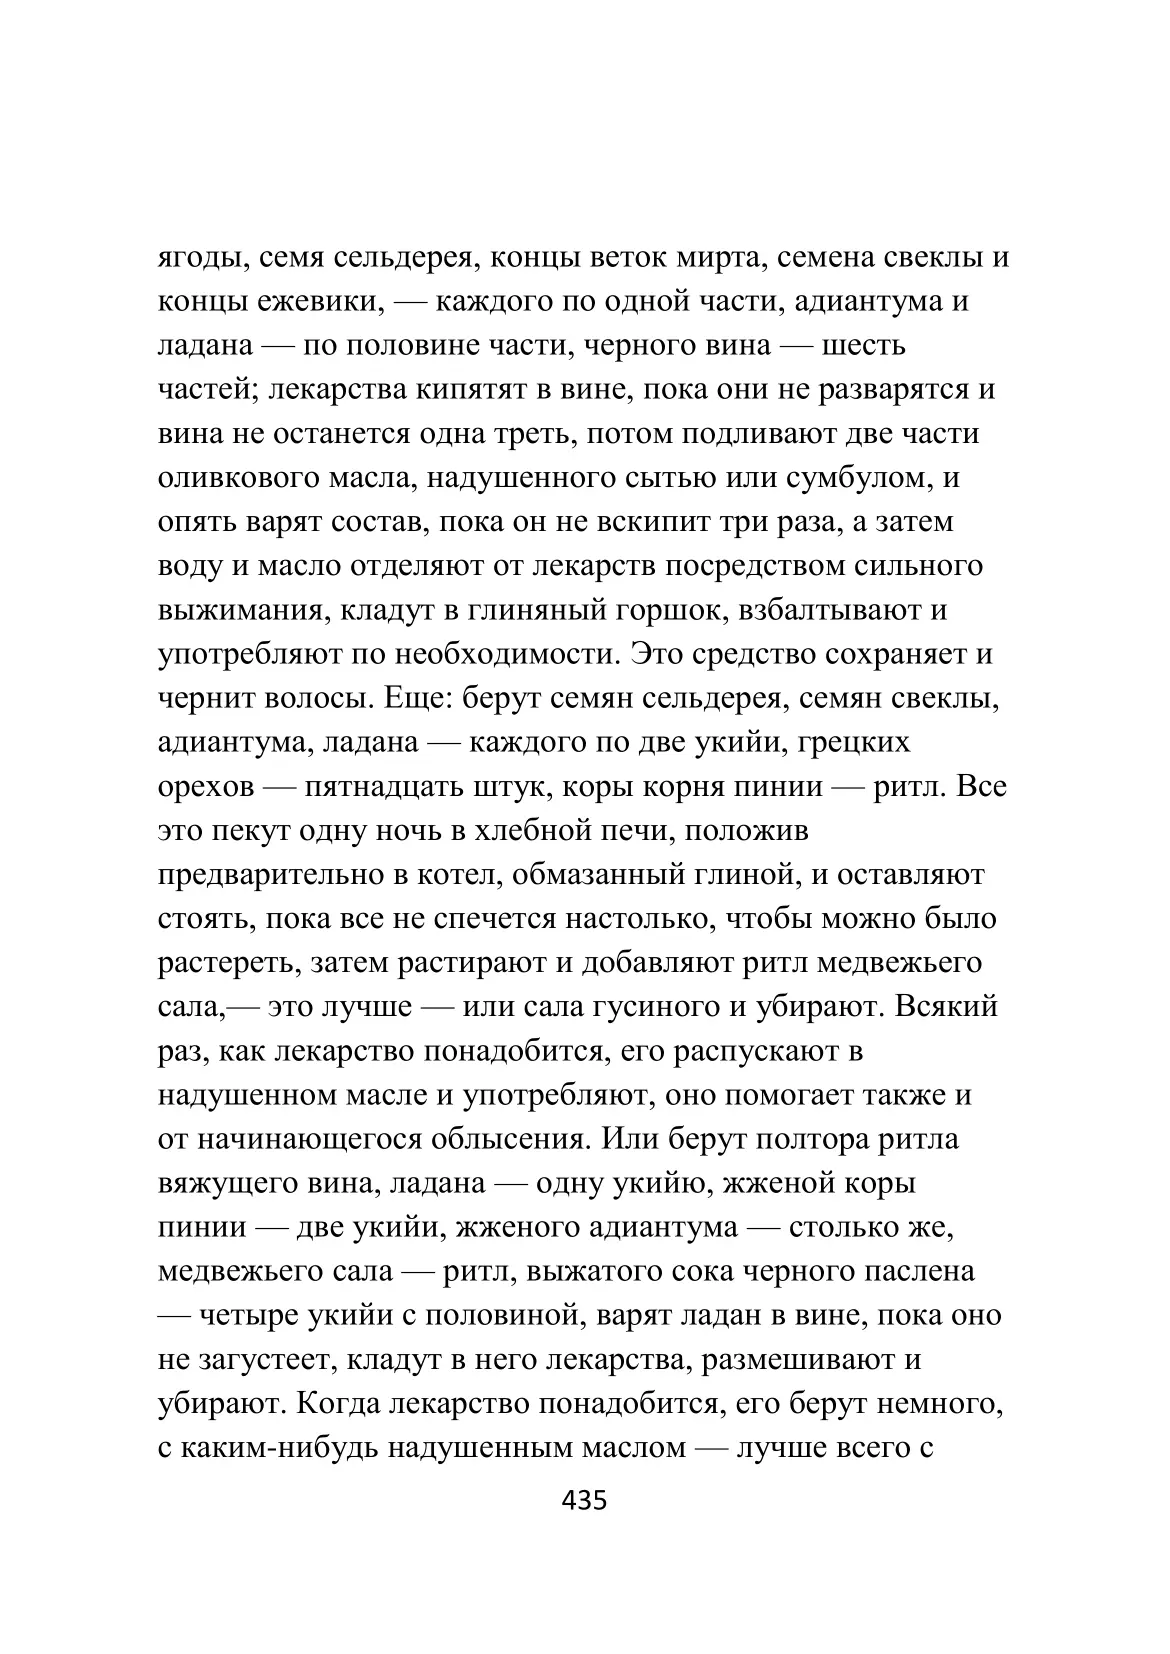 ягоды, семя сельдерея, концы веток мирта, семена свеклы и
концы ежевики, — каждого по одной части, адиантума и
ладана — по половине части, черного вина — шесть
частей; лекарства кипятят в вине, пока они не разварятся и
вина не останется одна треть, потом подливают две части
оливкового масла, надушенного сытью или сумбулом, и
опять варят состав, пока он не вскипит три раза, а затем
воду и масло отделяют от лекарств посредством сильного
выжимания, кладут в глиняный горшок, взбалтывают и
употребляют по необходимости. Это средство сохраняет и
чернит волосы. Еще: берут семян сельдерея, семян свеклы,
адиантума, ладана — каждого по две укийи, грецких
орехов — пятнадцать штук, коры корня пинии — ритл. Все
это пекут одну ночь в хлебной печи, положив
предварительно в котел, обмазанный глиной, и оставляют
стоять, пока все не спечется настолько, чтобы можно было
растереть, затем растирают и добавляют ритл медвежьего
сала,— это лучше — или сала гусиного и убирают. Всякий
раз, как лекарство понадобится, его распускают в
надушенном масле и употребляют, оно помогает также и
от начинающегося облысения. Или берут полтора ритла
вяжущего вина, ладана — одну укийю, жженой коры
пинии — две укийи, жженого адиантума — столько же,
медвежьего сала — ритл, выжатого сока черного паслена
— четыре укийи с половиной, варят ладан в вине, пока оно
не загустеет, кладут в него лекарства, размешивают и
убирают. Когда лекарство понадобится, его берут немного,
с каким-нибудь надушенным маслом — лучше всего с
435